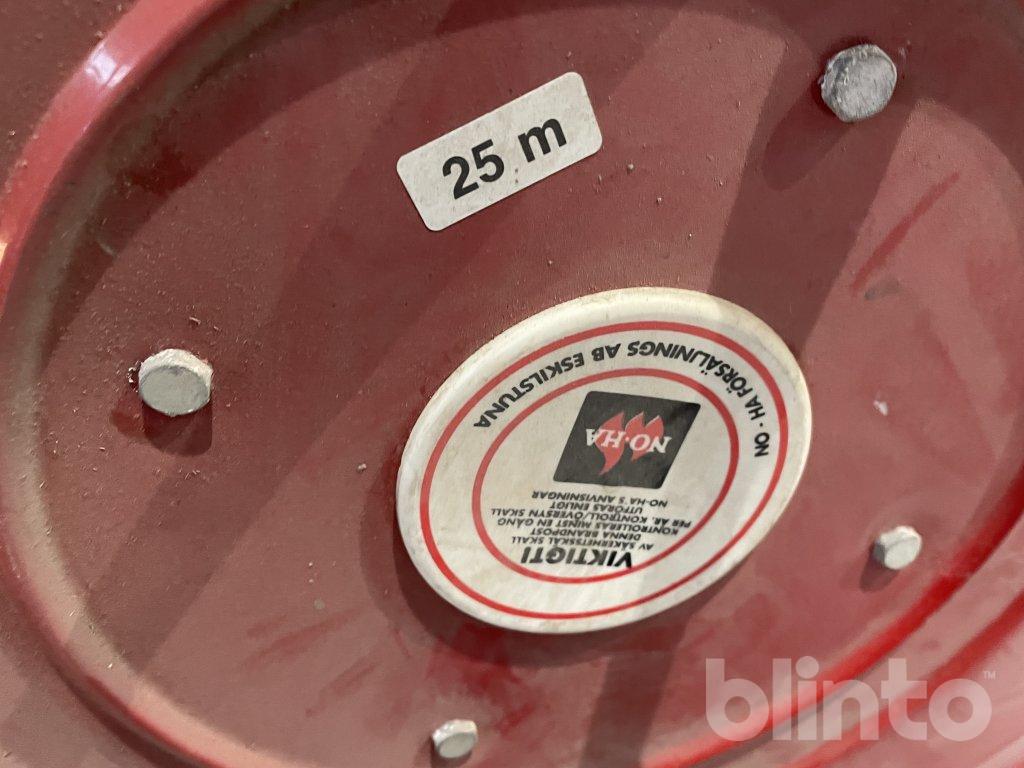 25 m
VIKTIGT!
AV SÄKERHETSSKÄL SKALL
DENNA BRANDPOST
KONTROLLERAS MINST EN GÅNG
PER ÅR. KONTROLL/ÖVERSYN SKALL
UTFÖRAS ENLIGT
NO-HA'S ANVISNINGAR
NO-HA
NO - HA FÖRSÄLJNINGS AB ESKILSTUNA
blinto™